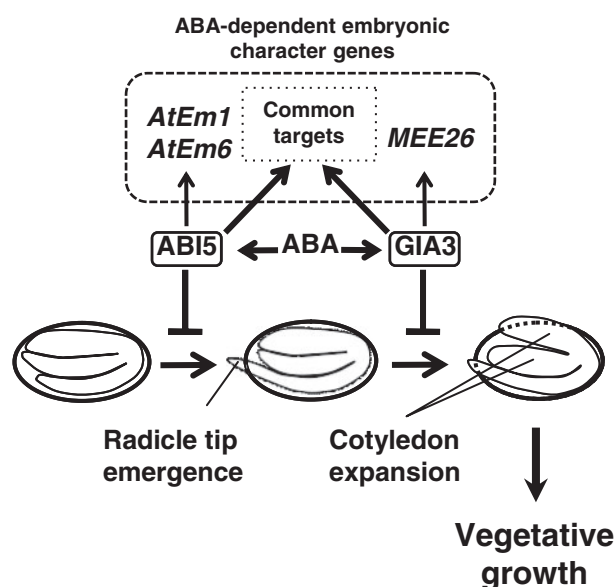 ABA-dependent embryonic
character genes
AtEm1
AtEm6
Common
targets
MEE26
ABI5
ABA
GIA3
Radicle tip
emergence
Cotyledon
expansion
Vegetative
growth